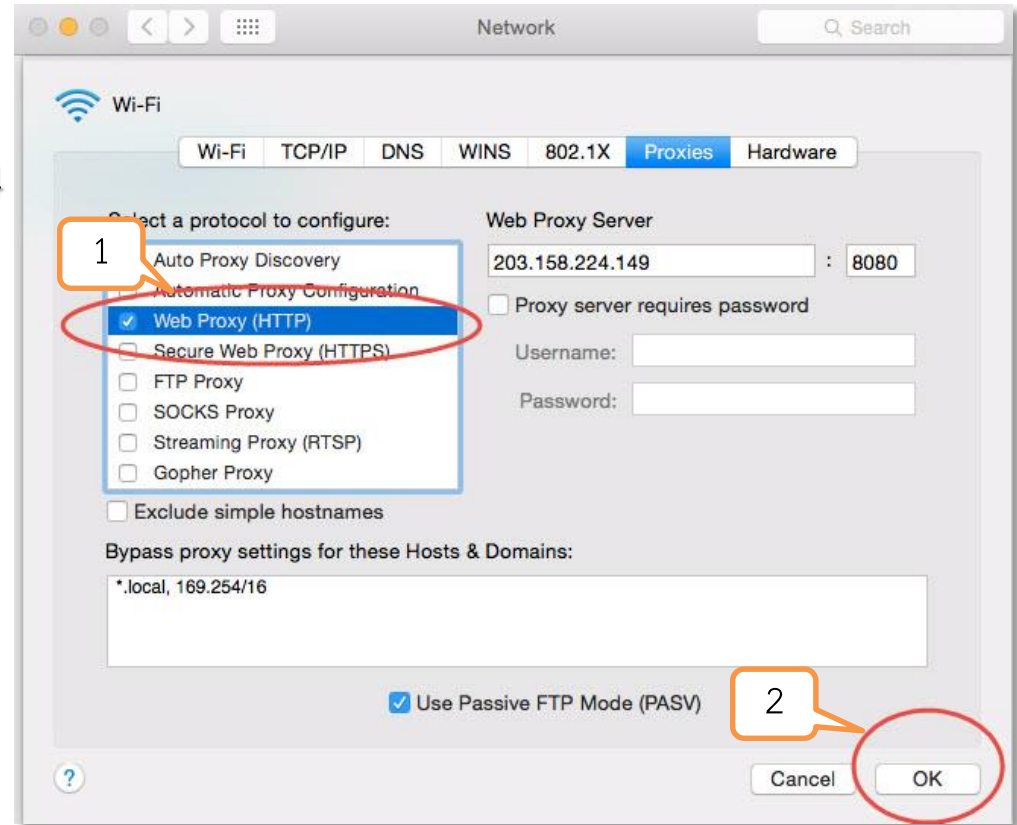 Network
Search
Wi-Fi
Wi-Fi TCP/IP DNS WINS 802.1X Proxies Hardware
Select a protocol to configure:
1
Auto Proxy Discovery
Automatic Proxy Configuration
Web Proxy (HTTP)
Secure Web Proxy (HTTPS)
FTP Proxy
SOCKS Proxy
Streaming Proxy (RTSP)
Gopher Proxy
Web Proxy Server
203.158.224.149 : 8080
Proxy server requires password
Username:
Password:
Exclude simple hostnames
Bypass proxy settings for these Hosts & Domains:
*.local, 169.254/16
Use Passive FTP Mode (PASV)
2
?
Cancel OK